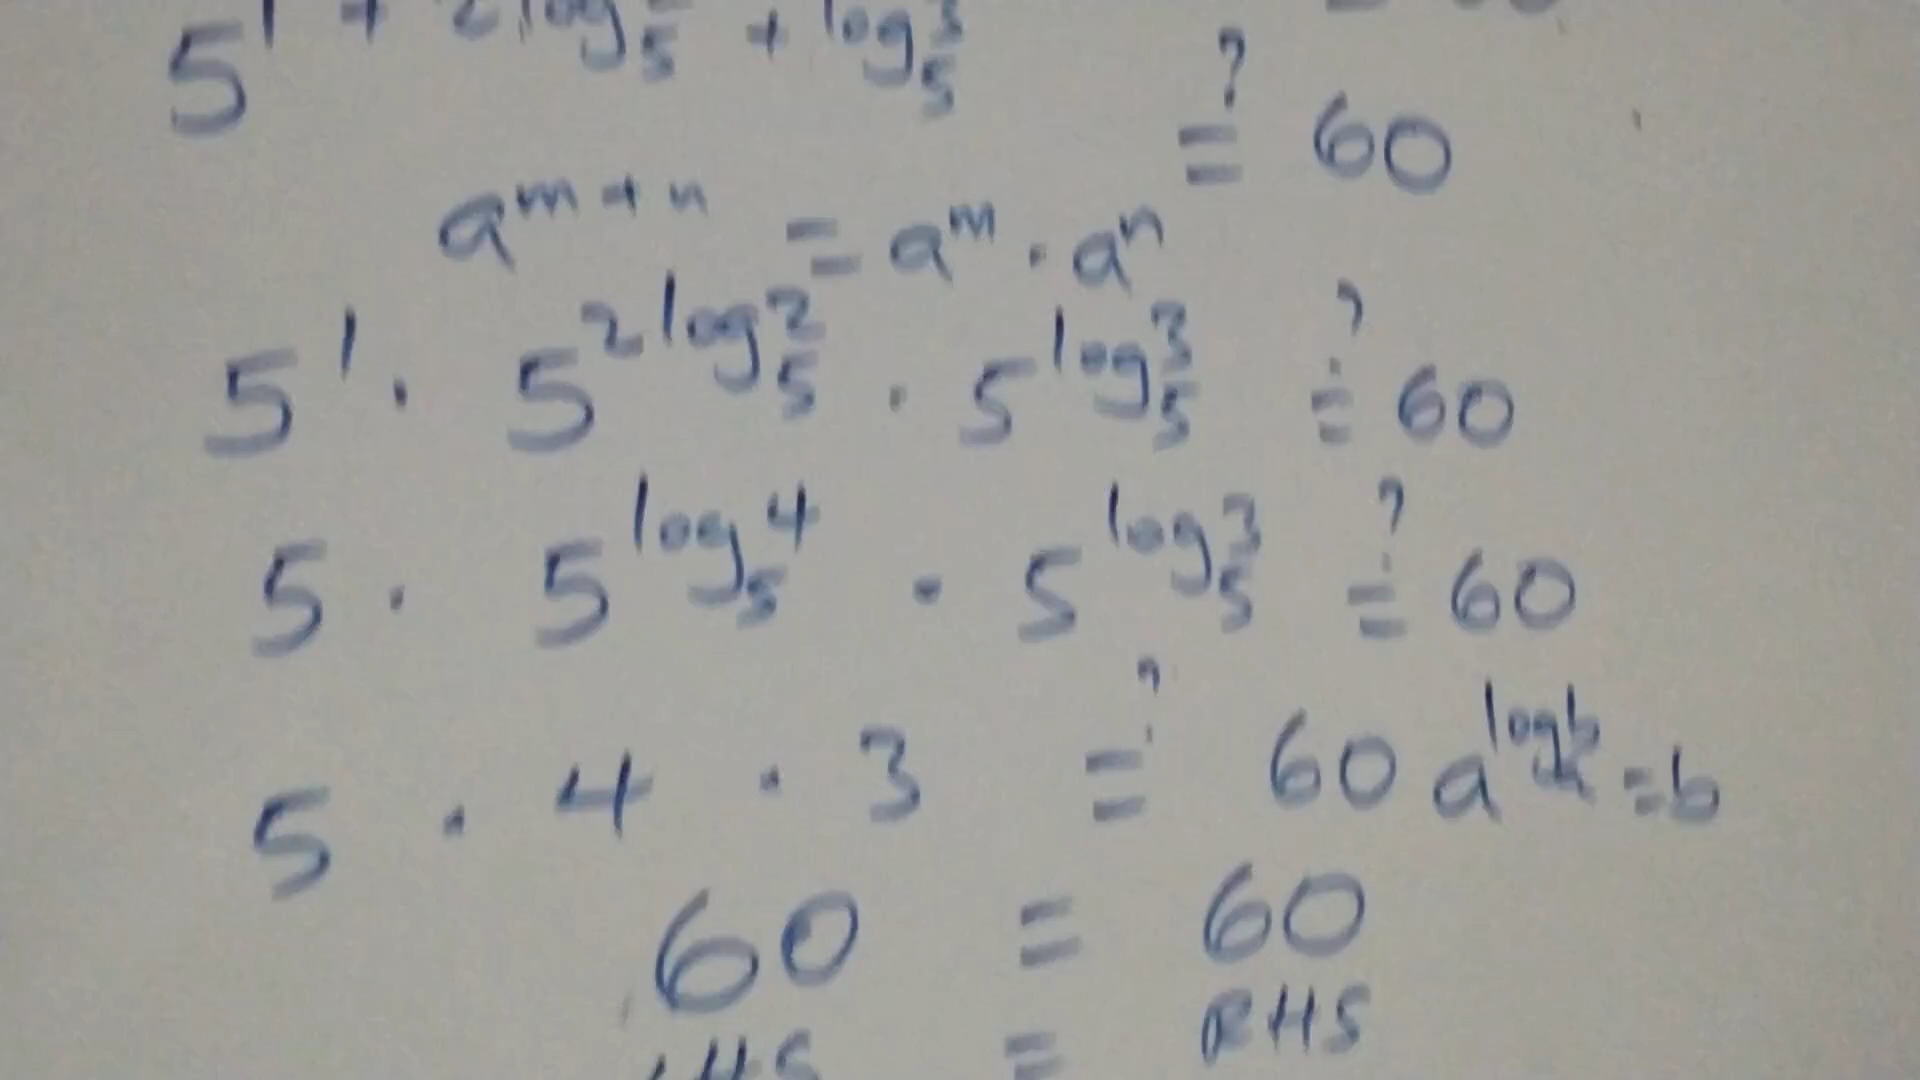 5^1 + 2log_5 2 + log_5 3 =? 60
a^m+n = a^m · a^n
5^1 · 5^2log_5 2 · 5^log_5 3 =? 60
5 · 5^log_5 4 · 5^log_5 3 =? 60
5 · 4 · 3 =? 60 a^log_a b = b
60 = 60
LHS = RHS